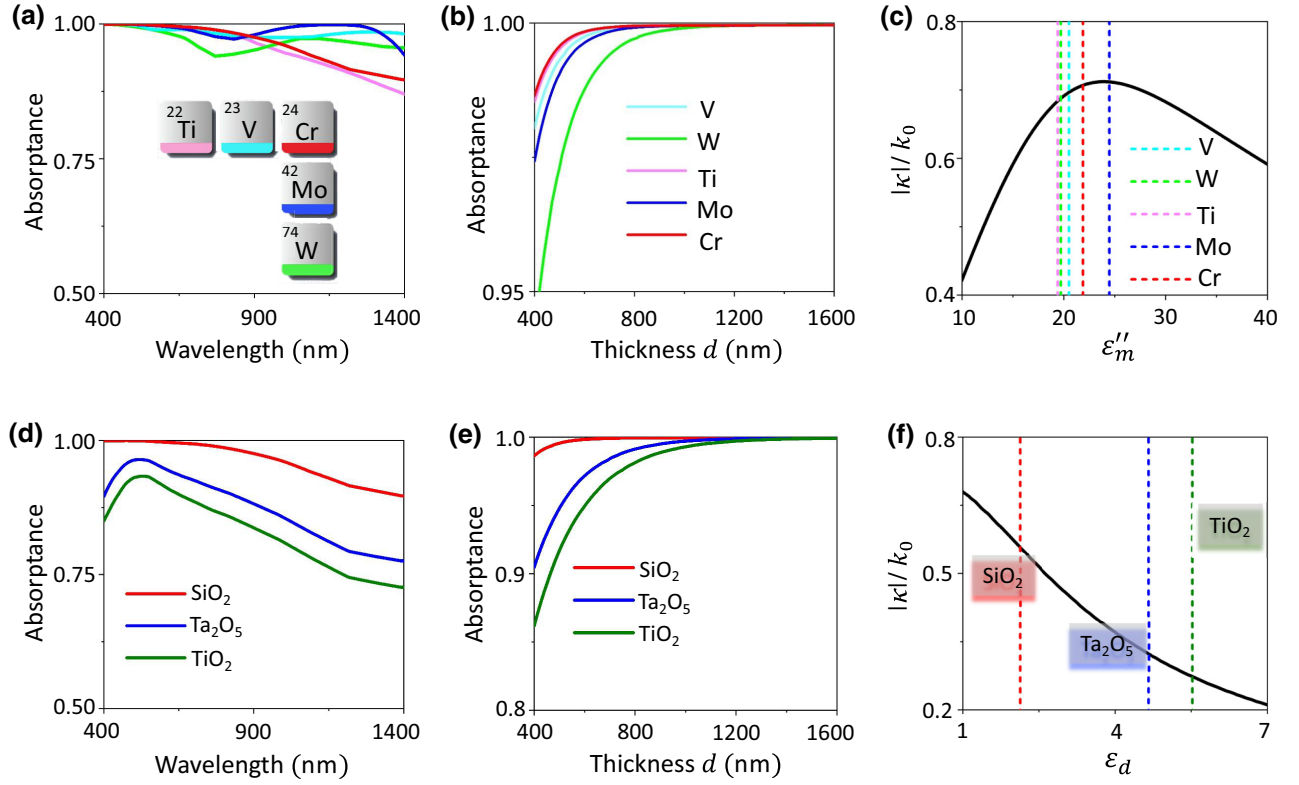 (a)
1.00
0.75
0.50
Absorptance
22 Ti
23 V
24 Cr
42 Mo
74 W
400 900 1400
Wavelength (nm)
(b)
1.00
0.95
Absorptance
V
W
Ti
Mo
Cr
400 800 1200 1600
Thickness d (nm)
(c)
0.8
0.6
0.4
|κ|/ k₀
V
W
Ti
Mo
Cr
10 20 30 40
ε″ₘ
(d)
1.00
0.75
0.50
Absorptance
SiO₂
Ta₂O₅
TiO₂
400 900 1400
Wavelength (nm)
(e)
1.0
0.9
0.8
Absorptance
SiO₂
Ta₂O₅
TiO₂
400 800 1200 1600
Thickness d (nm)
(f)
0.8
0.5
0.2
|κ|/ k₀
TiO₂
SiO₂
Ta₂O₅
1 4 7
ε_d